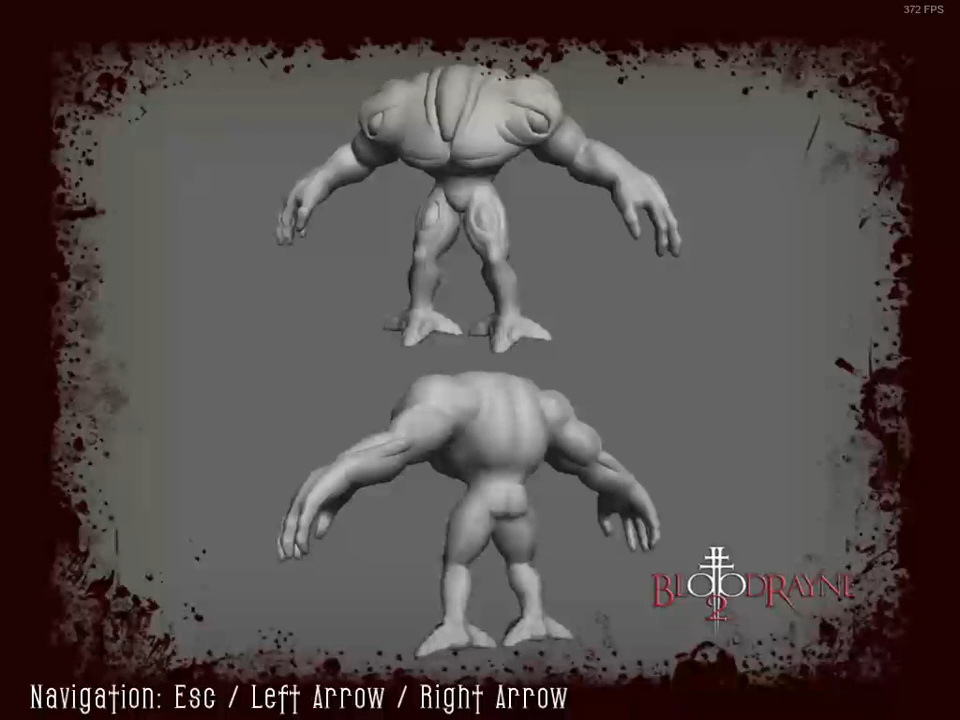 372 FPS
BLOODRAYNE
2
Navigation: Esc / Left Arrow / Right Arrow